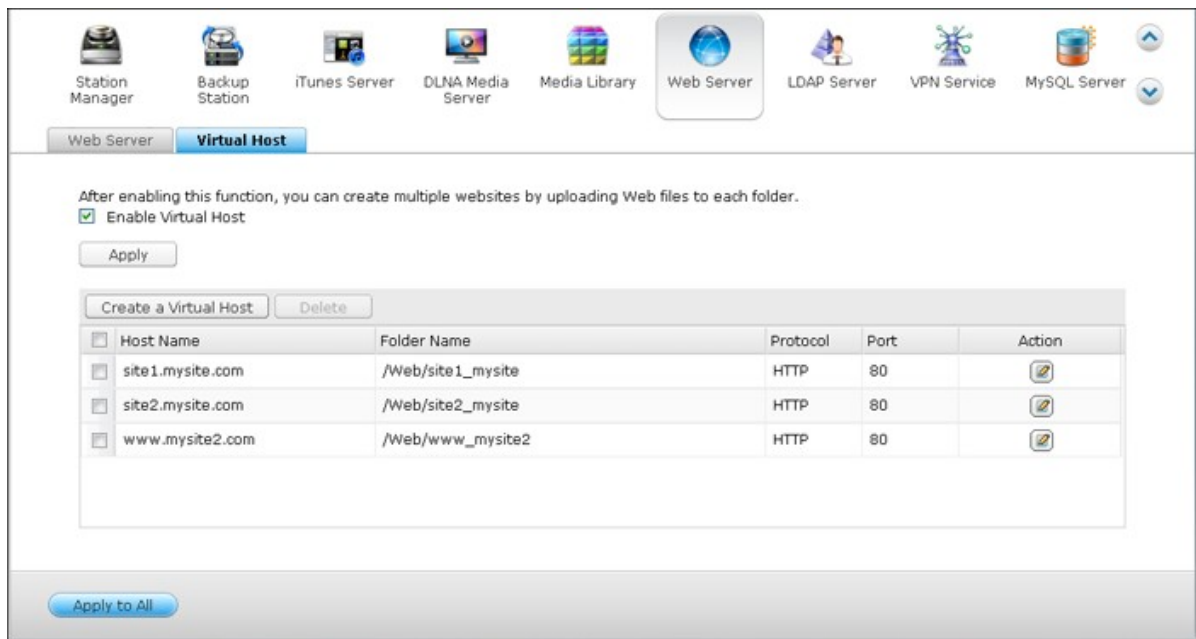 Station Manager
Backup Station
iTunes Server
DLNA Media Server
Media Library
Web Server
LDAP Server
VPN Service
MySQL Server
Web Server
Virtual Host
After enabling this function, you can create multiple websites by uploading Web files to each folder.
Enable Virtual Host
Apply
Create a Virtual Host
Delete
Host Name Folder Name Protocol Port Action
site1.mysite.com /Web/site1_mysite HTTP 80
site2.mysite.com /Web/site2_mysite HTTP 80
www.mysite2.com /Web/www_mysite2 HTTP 80
Apply to All